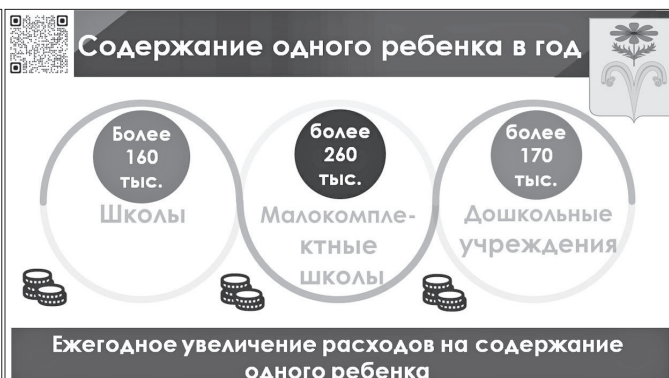 Содержание одного ребенка в год
Более
160
тыс.
Школы
более
260
тыс.
Малокомпле-
ктные
школы
более
170
тыс.
Дошкольные
учреждения
Ежегодное увеличение расходов на содержание
одного ребенка